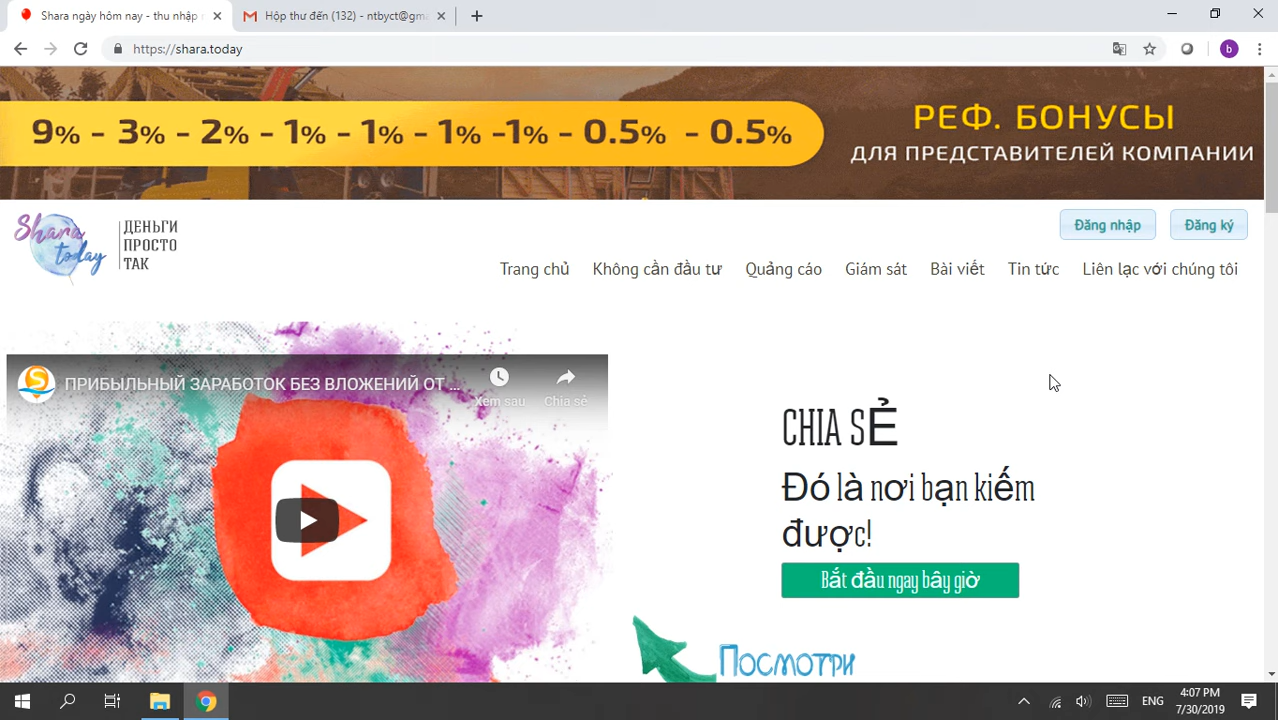 Shara ngày hôm nay - thu nhập
Hộp thư đến (132) - ntbyct@gma
https://shara.today
b
9% - 3% - 2% - 1% - 1% - 1% -1% - 0.5% - 0.5%
РЕФ. БОНУСЫ
ДЛЯ ПРЕДСТАВИТЕЛЕЙ КОМПАНИИ
Shara today
ДЕНЬГИ
ПРОСТО
ТАК
Đăng nhập
Đăng ký
Trang chủ
Không cần đầu tư
Quảng cáo
Giám sát
Bài viết
Tin tức
Liên lạc với chúng tôi
ПРИБЫЛЬНЫЙ ЗАРАБОТОК БЕЗ ВЛОЖЕНИЙ ОТ ...
Xem sau
Chia sẻ
CHIA SẺ
Đó là nơi bạn kiếm
được!
Bắt đầu ngay bây giờ
Посмотри
ENG
4:07 PM
7/30/2019